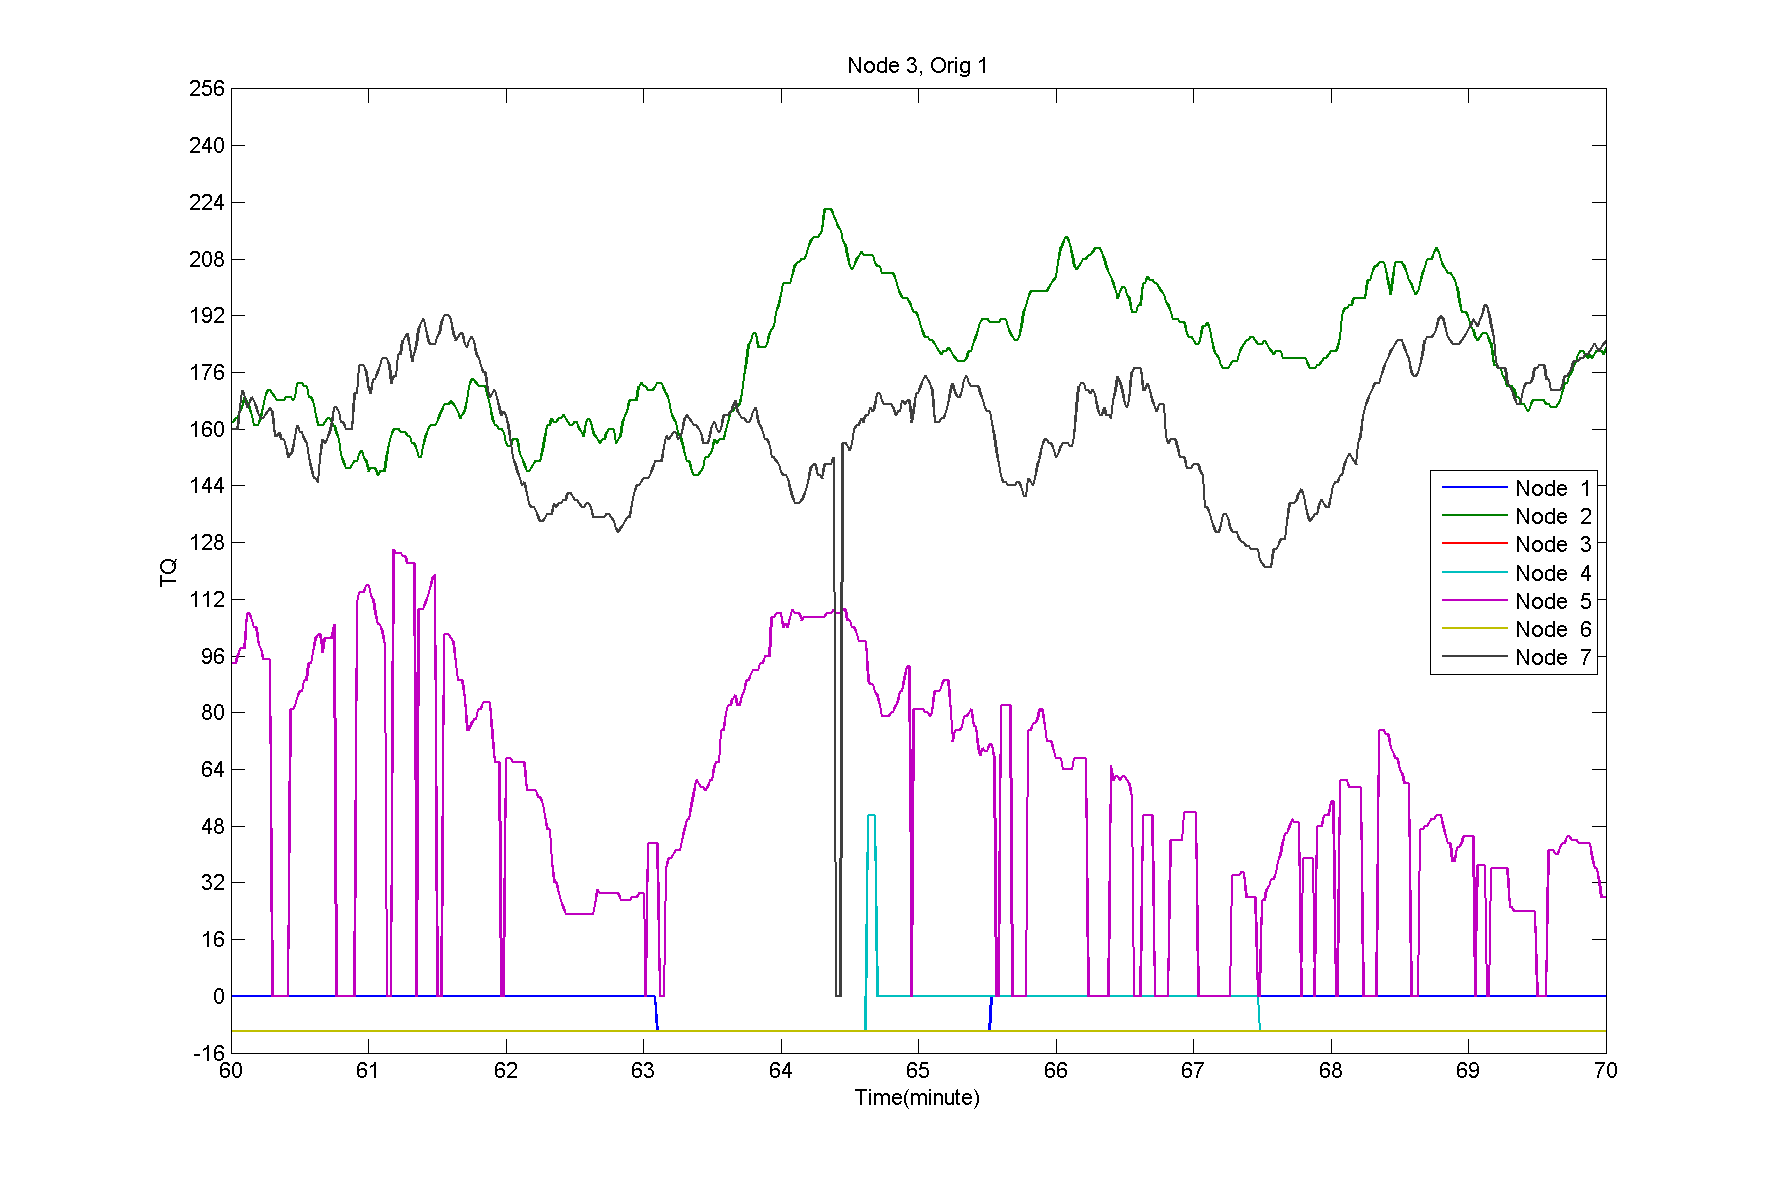 Node 3, Orig 1
256
240
224
208
192
176
160
144
128
112
96
80
64
48
32
16
0
-16
TQ
Node 1
Node 2
Node 3
Node 4
Node 5
Node 6
Node 7
60 61 62 63 64 65 66 67 68 69 70
Time(minute)